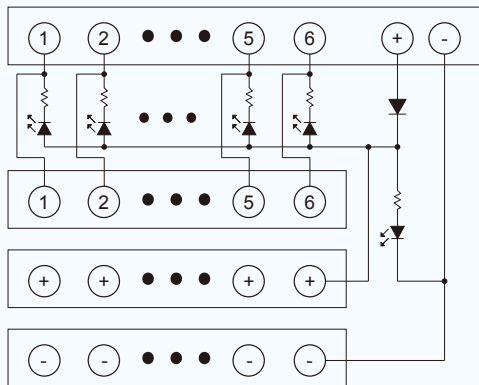 1 2 5 6 + -
1 2 5 6
+ + + +
- - - -